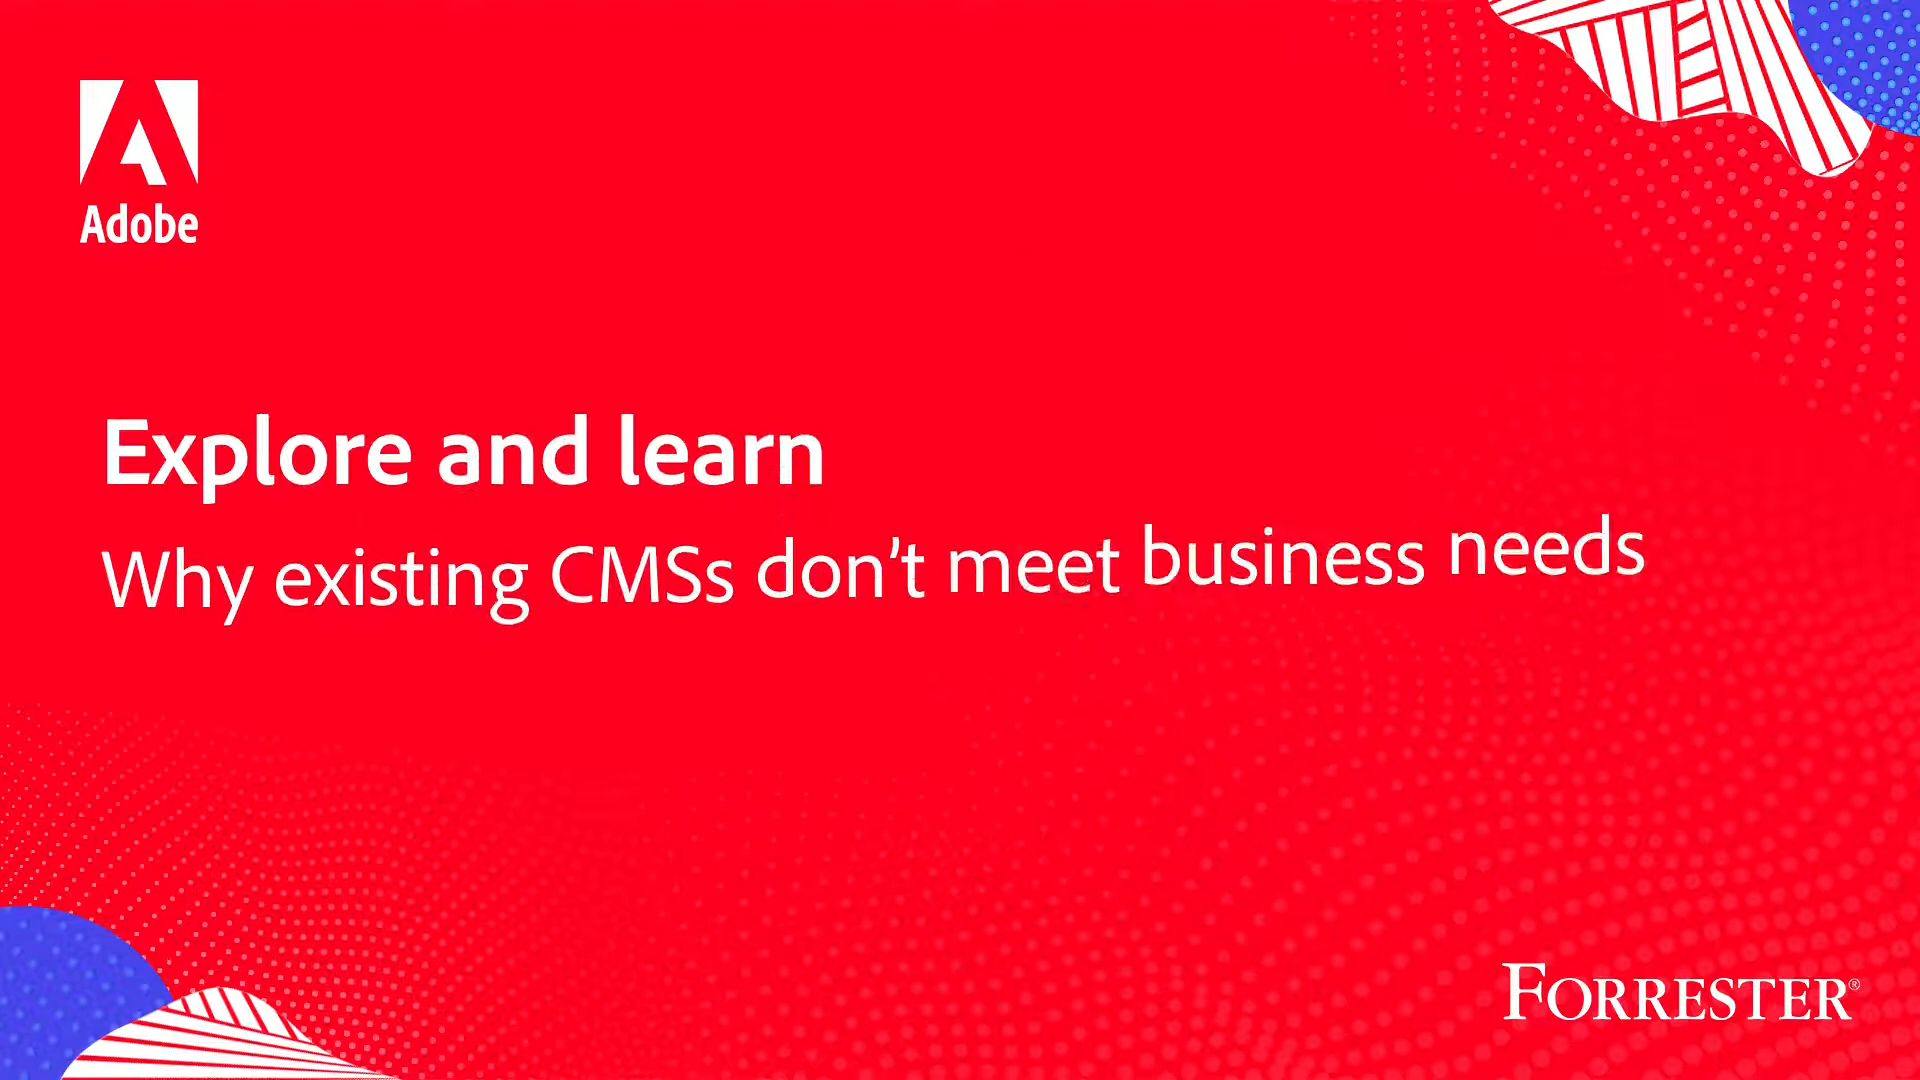 Adobe
Explore and learn
Why existing CMSs don’t meet business needs
FORRESTER®